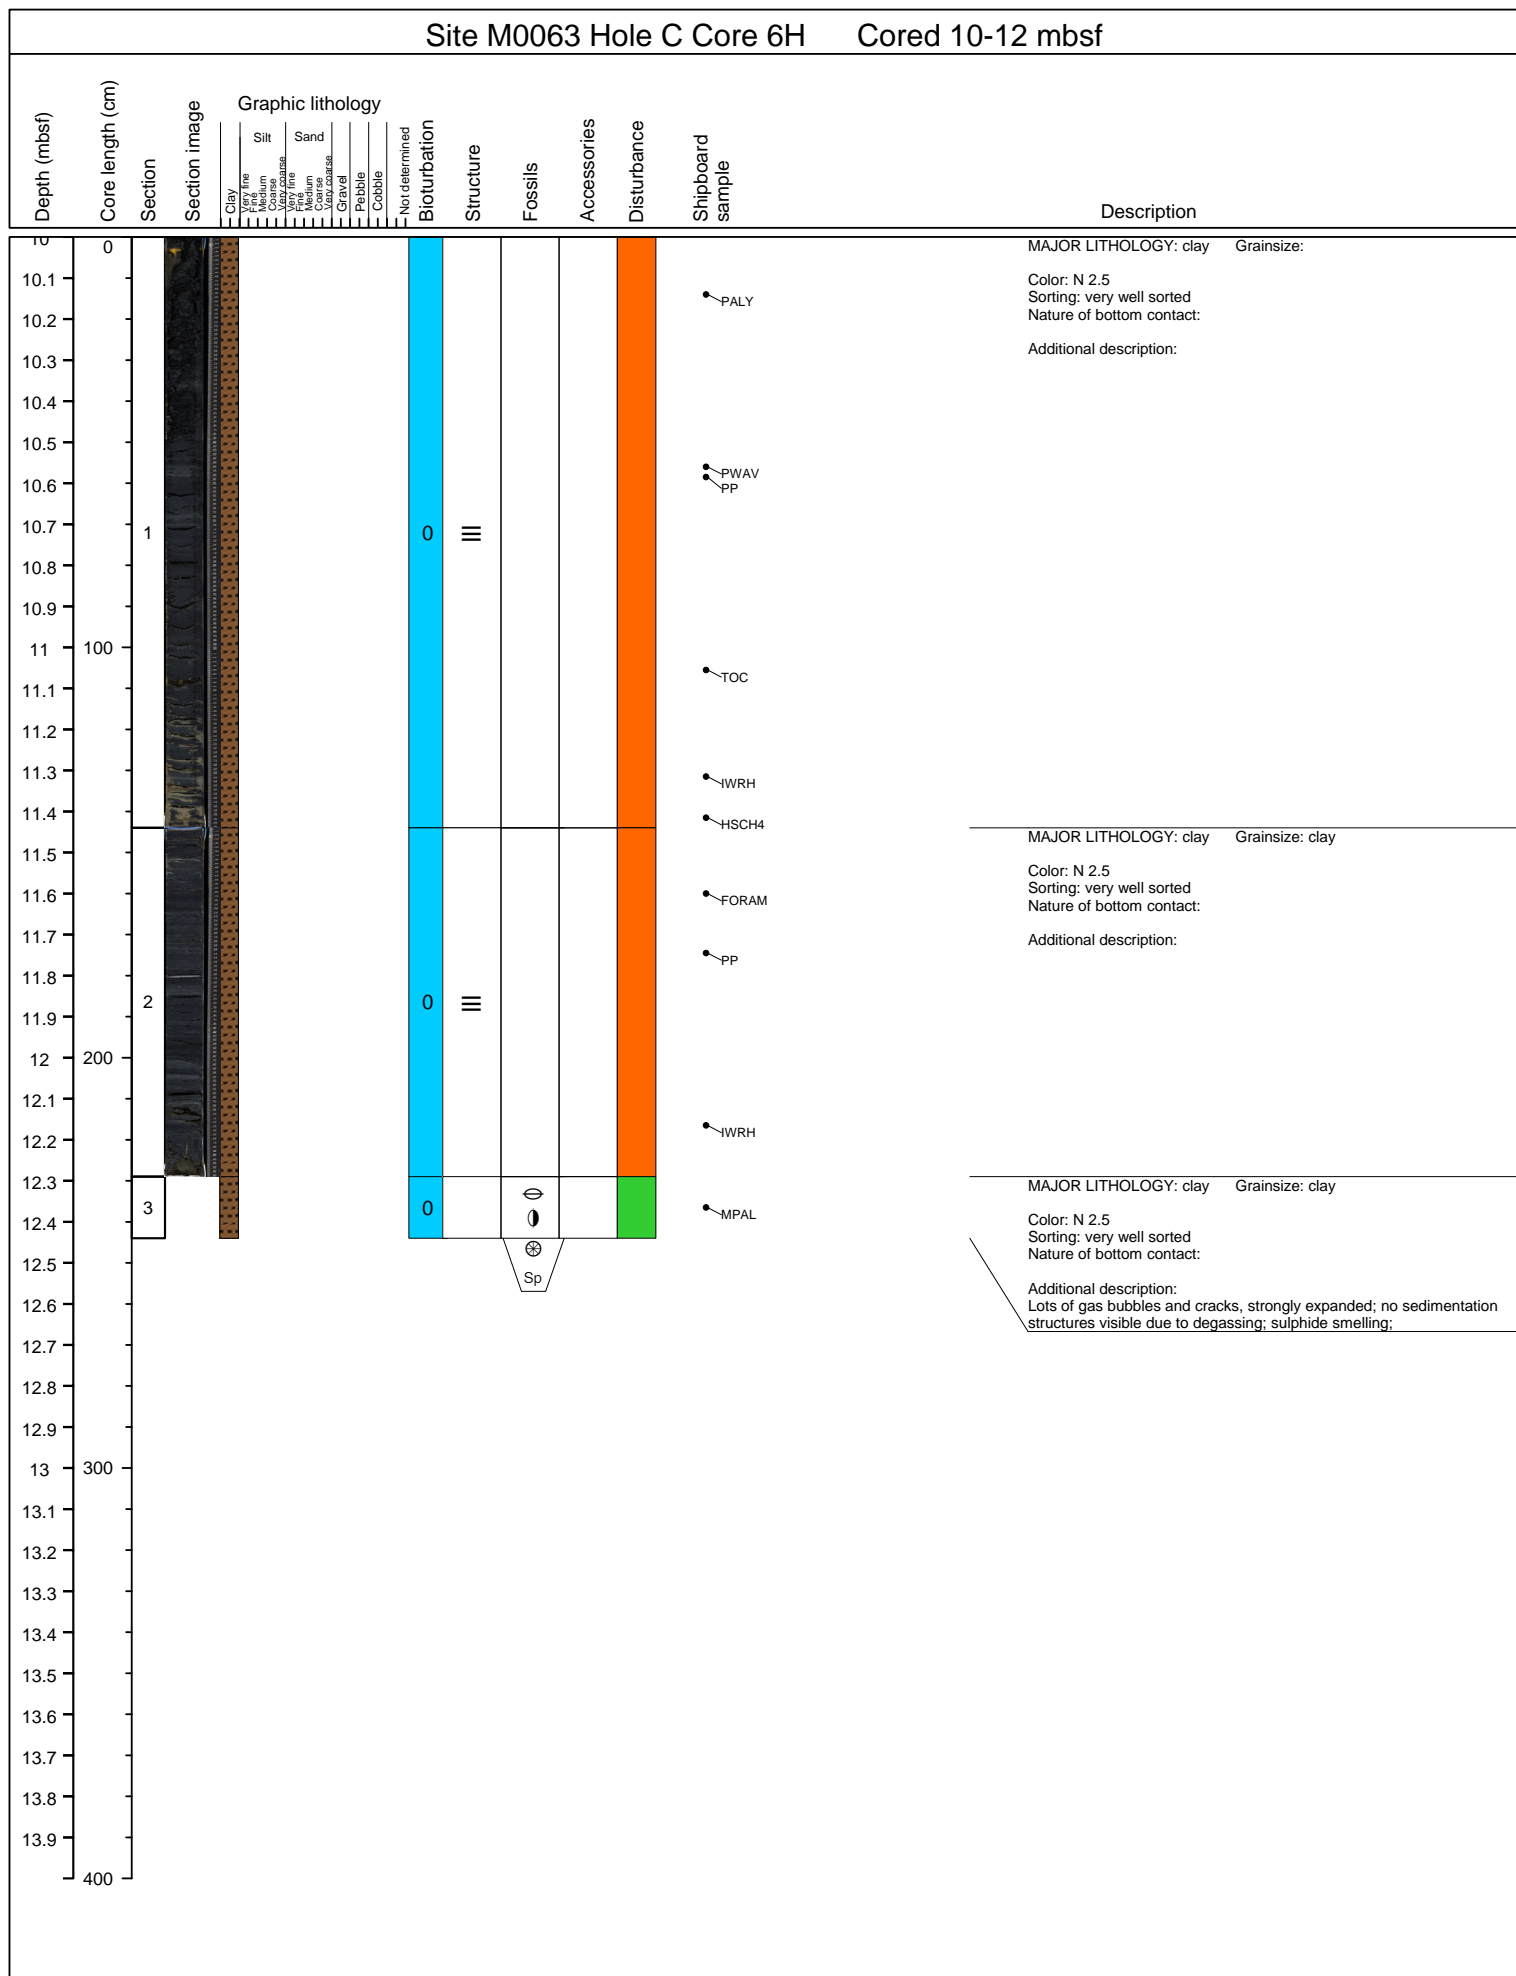 Site M0063 Hole C Core 6H Cored 10-12 mbsf
Depth (mbsf)
Core length (cm)
Section
Section image
Graphic lithology
Clay
Silt
Very fine
Fine
Medium
Coarse
Very coarse
Sand
Very fine
Fine
Medium
Coarse
Very coarse
Gravel
Pebble
Cobble
Not determined
Bioturbation
Structure
Fossils
Accessories
Disturbance
Shipboard
sample
Description
10 0
10.1
10.2
10.3
10.4
10.5
10.6
10.7
10.8
10.9
11 100
11.1
11.2
11.3
11.4
11.5
11.6
11.7
11.8
11.9
12 200
12.1
12.2
12.3
12.4
12.5
12.6
12.7
12.8
12.9
13 300
13.1
13.2
13.3
13.4
13.5
13.6
13.7
13.8
13.9
400
1
2
3
0
0
0
Sp
PALY
PWAV
PP
TOC
IWRH
HSCH4
FORAM
PP
IWRH
MPAL
MAJOR LITHOLOGY: clay Grainsize:
Color: N 2.5
Sorting: very well sorted
Nature of bottom contact:
Additional description:
MAJOR LITHOLOGY: clay Grainsize: clay
Color: N 2.5
Sorting: very well sorted
Nature of bottom contact:
Additional description:
MAJOR LITHOLOGY: clay Grainsize: clay
Color: N 2.5
Sorting: very well sorted
Nature of bottom contact:
Additional description:
Lots of gas bubbles and cracks, strongly expanded; no sedimentation
structures visible due to degassing; sulphide smelling;